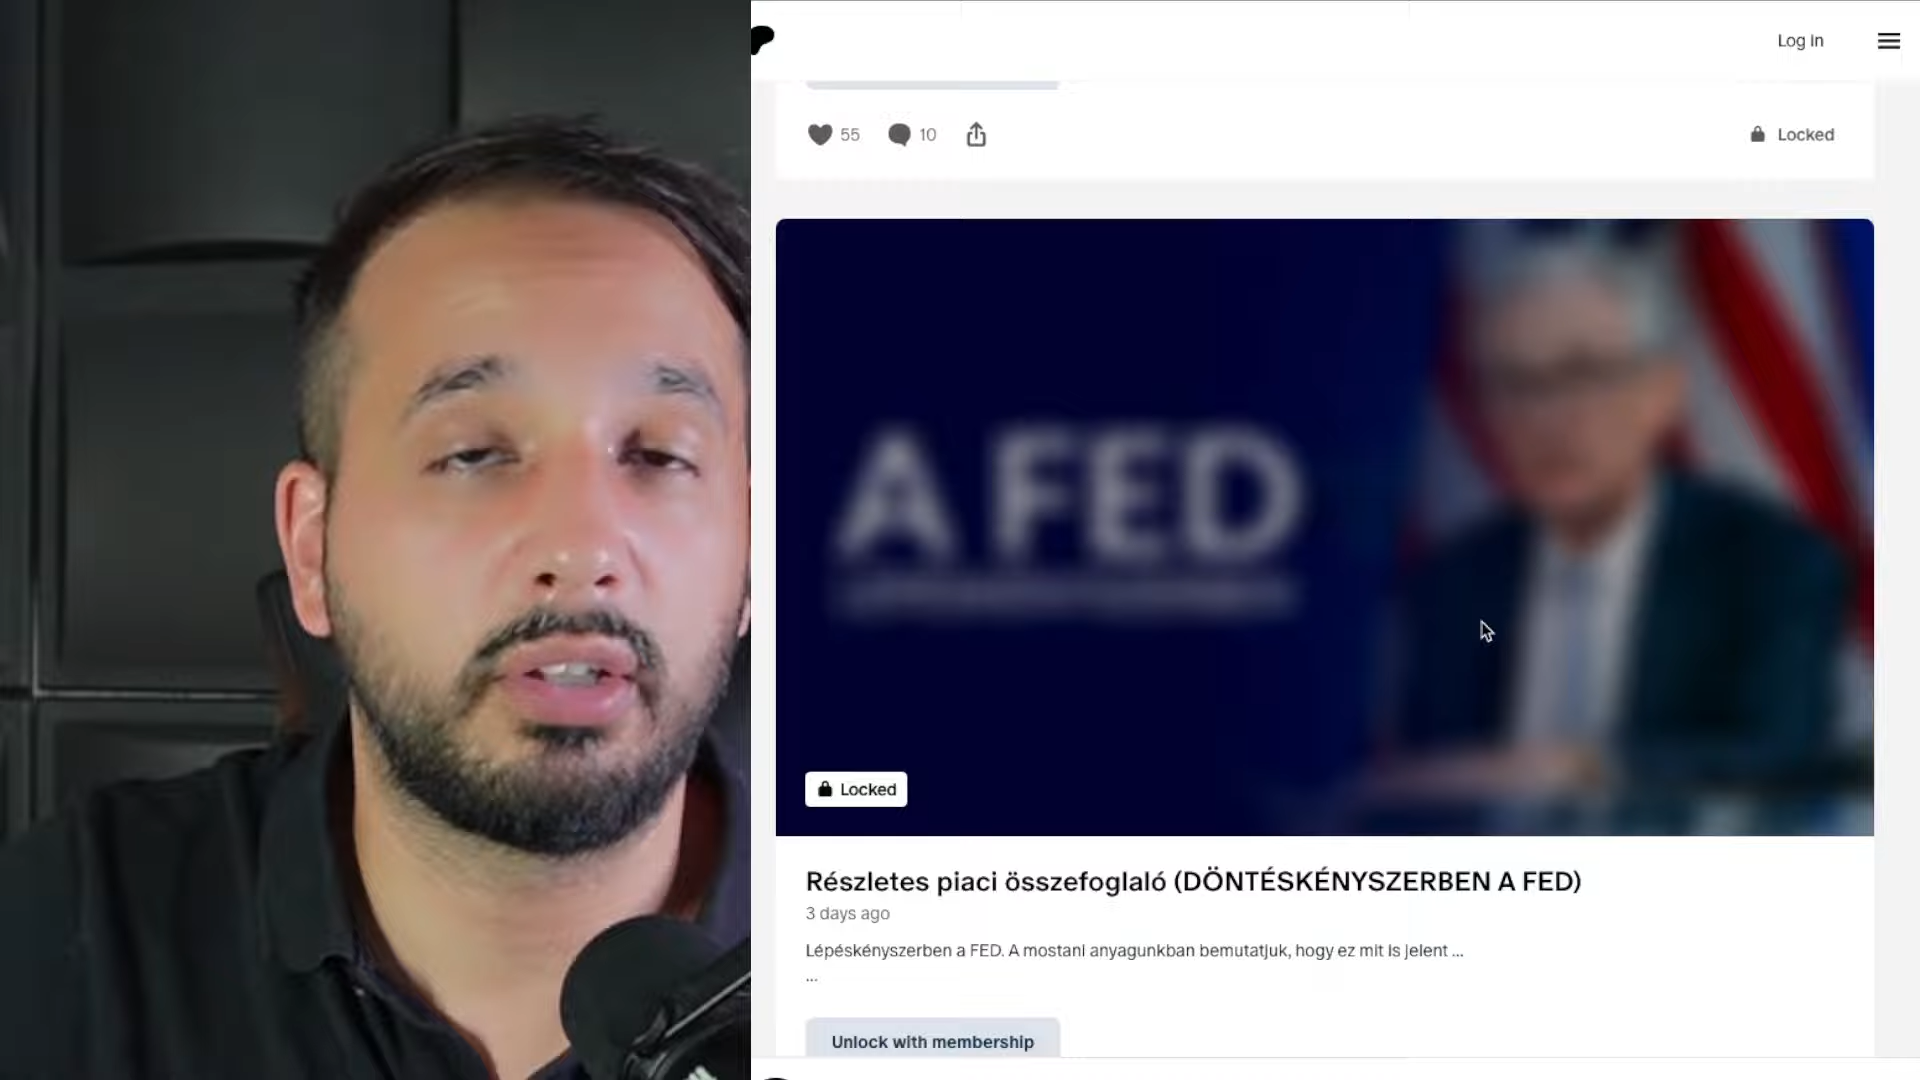 Log In
55
10
Locked
A FED
Locked
Részletes piaci összefoglaló (DÖNTÉSKÉNYSZERBEN A FED)
3 days ago
Lépéskényszerben a FED. A mostani anyagunkban bemutatjuk, hogy ez mit is jelent ...
...
Unlock with membership